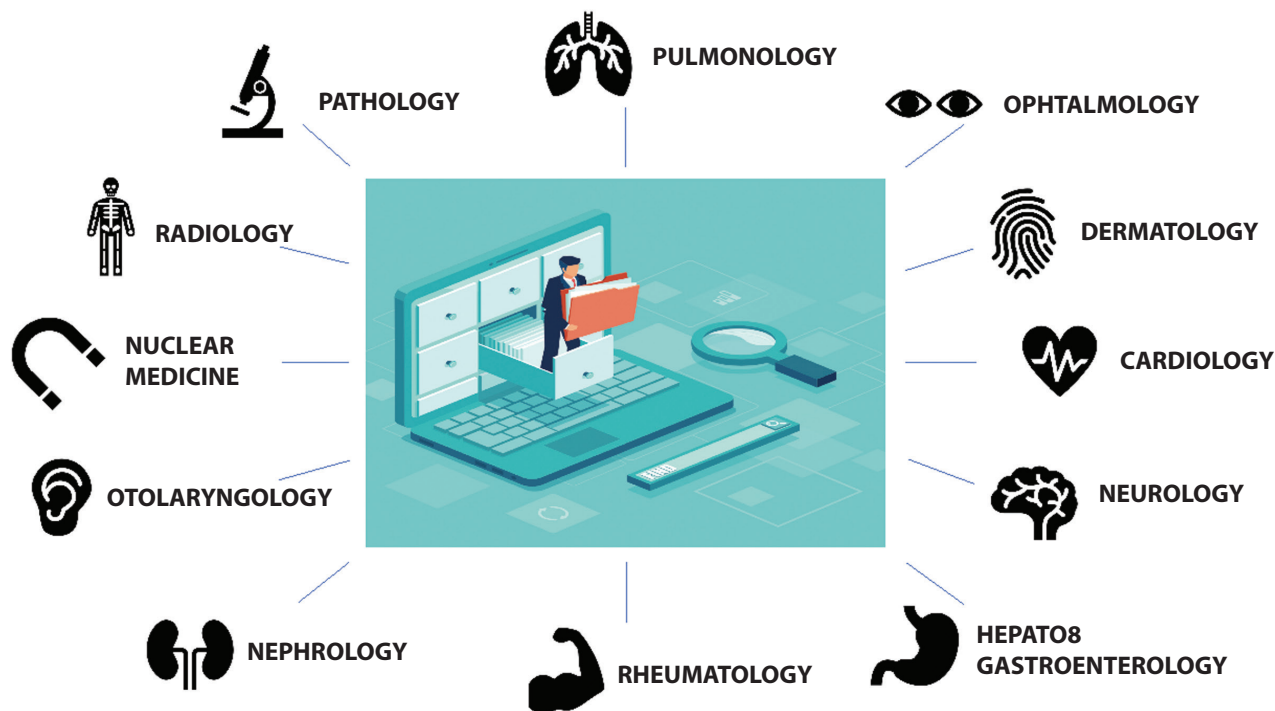 PULMONOLOGY
PATHOLOGY
OPHTALMOLOGY
RADIOLOGY
DERMATOLOGY
NUCLEAR
MEDICINE
CARDIOLOGY
OTOLARYNGOLOGY
NEUROLOGY
NEPHROLOGY
RHEUMATOLOGY
HEPATO8
GASTROENTEROLOGY